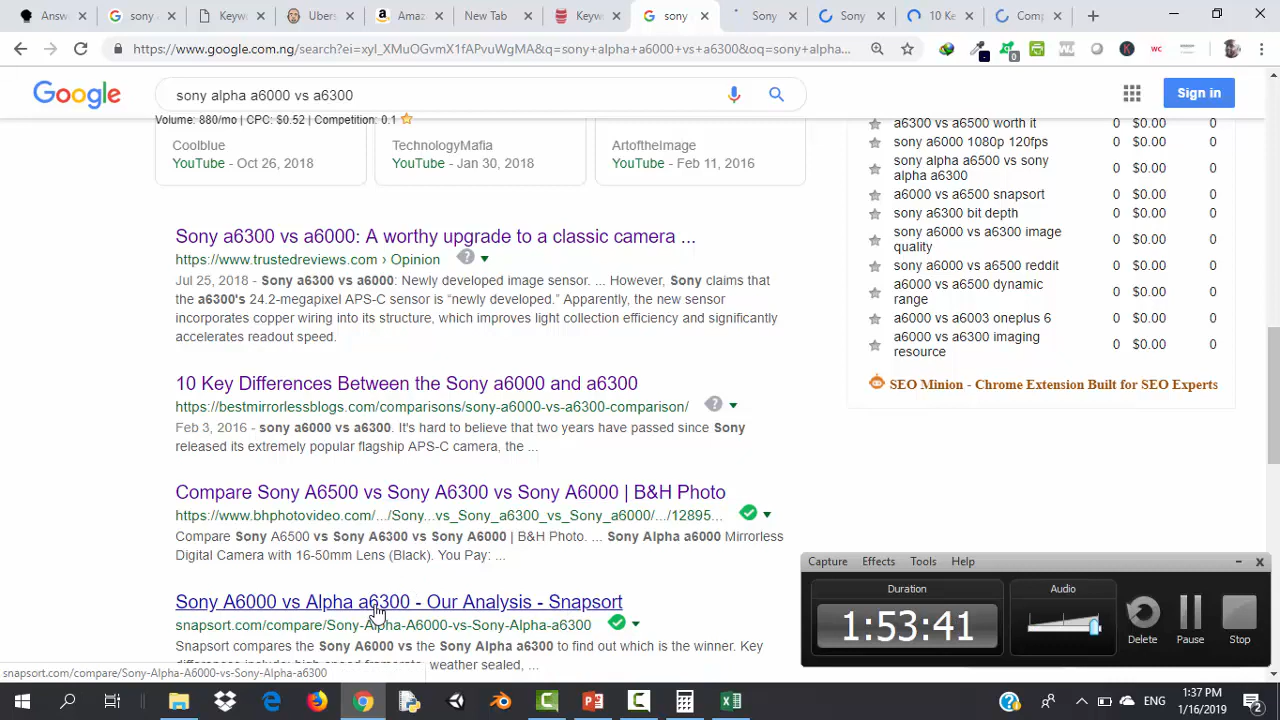 Answ
sony
Keyw
Ubers
Amaz
New Tab
Keyw
sony
Sony
Sony
10 Ke
Comp
https://www.google.com.ng/search?ei=xyl_XMuOGvmX1fAPvuWgMA&q=sony+alpha+a6000+vs+a6300&oq=sony+alpha...
Google
sony alpha a6000 vs a6300
Sign in
Volume: 880/mo | CPC: $0.52 | Competition: 0.1
Coolblue
YouTube - Oct 26, 2018
TechnologyMafia
YouTube - Jan 30, 2018
ArtoftheImage
YouTube - Feb 11, 2016
Sony a6300 vs a6000: A worthy upgrade to a classic camera ...
https://www.trustedreviews.com › Opinion
Jul 25, 2018 - Sony a6300 vs a6000: Newly developed image sensor. ... However, Sony claims that
the a6300's 24.2-megapixel APS-C sensor is “newly developed.” Apparently, the new sensor
incorporates copper wiring into its structure, which improves light collection efficiency and significantly
accelerates readout speed.
10 Key Differences Between the Sony a6000 and a6300
https://bestmirrorlessblogs.com/comparisons/sony-a6000-vs-a6300-comparison/
Feb 3, 2016 - sony a6000 vs a6300. It's hard to believe that two years have passed since Sony
released its extremely popular flagship APS-C camera, the ...
Compare Sony A6500 vs Sony A6300 vs Sony A6000 | B&H Photo
https://www.bhphotovideo.com/.../Sony...vs_Sony_a6300_vs_Sony_a6000/.../12895...
Compare Sony A6500 vs Sony A6300 vs Sony A6000 | B&H Photo. ... Sony Alpha a6000 Mirrorless
Digital Camera with 16-50mm Lens (Black). You Pay: ...
Sony A6000 vs Alpha a6300 - Our Analysis - Snapsort
snapsort.com/compare/Sony-Alpha-A6000-vs-Sony-Alpha-a6300
Snapsort compares the Sony A6000 vs the Sony Alpha a6300 to find out which is the winner. Key
weather sealed, ...
snapsort.com/compare/Sony-Alpha-A6000-vs-Sony-Alpha-a6300
a6300 vs a6500 worth it 0 $0.00 0
sony a6000 1080p 120fps 0 $0.00 0
sony alpha a6500 vs sony
alpha a6300 0 $0.00 0
a6000 vs a6500 snapsort 0 $0.00 0
sony a6300 bit depth 0 $0.00 0
sony a6000 vs a6300 image
quality 0 $0.00 0
sony a6000 vs a6500 reddit 0 $0.00 0
a6000 vs a6500 dynamic
range 0 $0.00 0
a6000 vs a6003 oneplus 6 0 $0.00 0
a6000 vs a6300 imaging
resource 0 $0.00 0
SEO Minion - Chrome Extension Built for SEO Experts
Capture Effects Tools Help
Duration
1:53:41
Audio
Delete
Pause
Stop
ENG
1:37 PM
1/16/2019
2